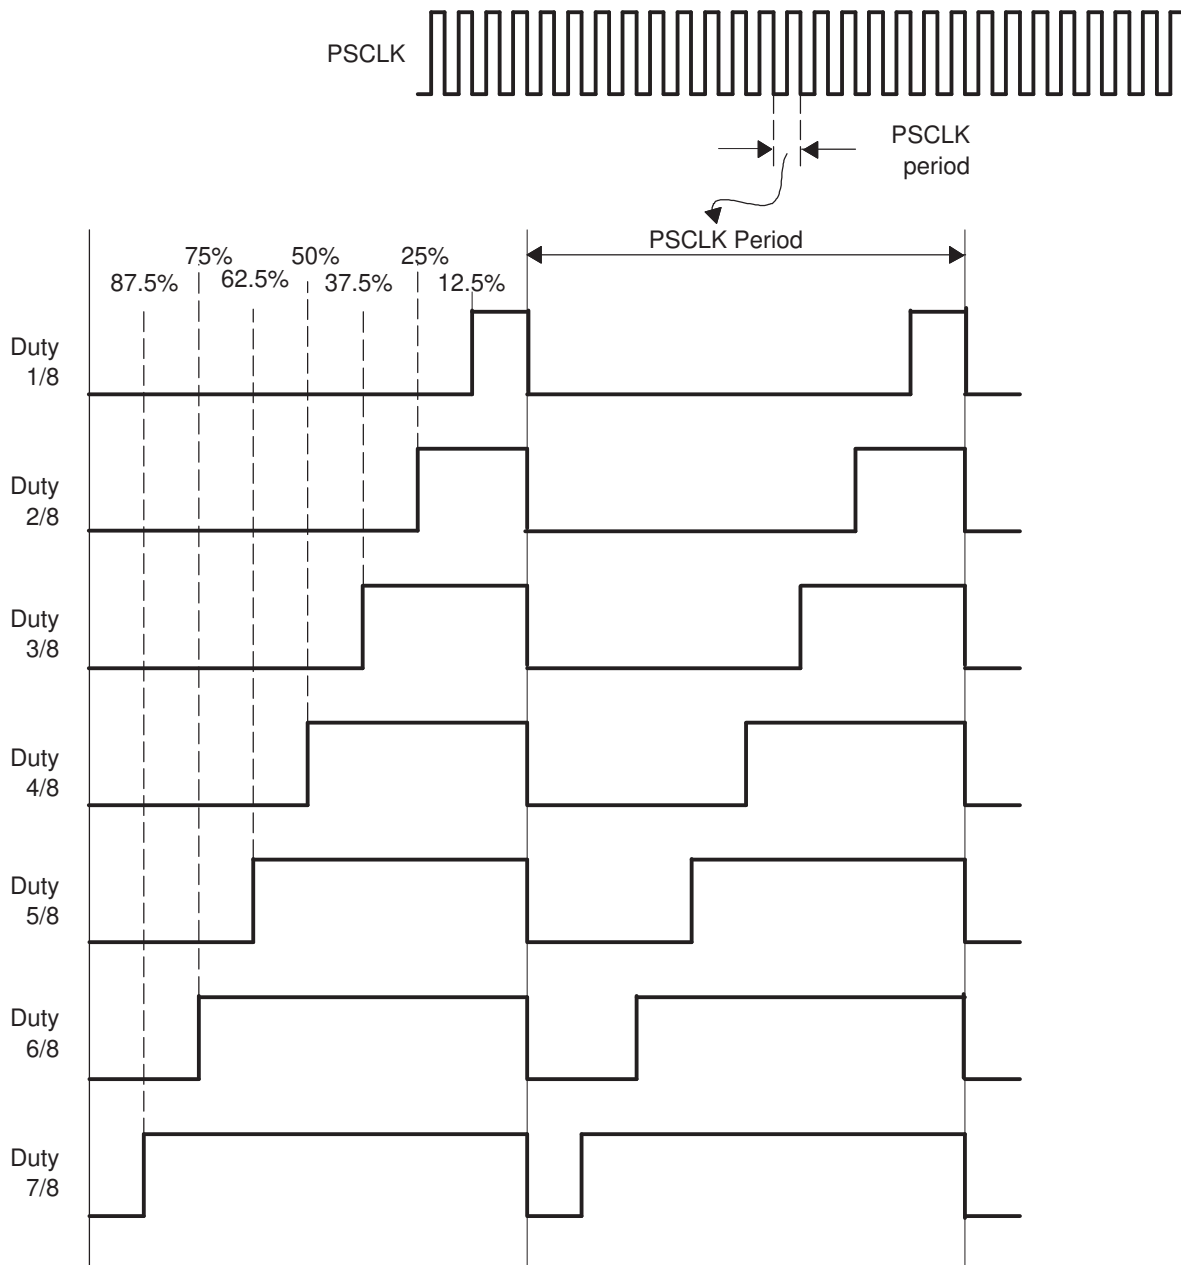 PSCLK
PSCLK
period
PSCLK Period
75%
50%
25%
87.5%
62.5%
37.5%
12.5%
Duty
1/8
Duty
2/8
Duty
3/8
Duty
4/8
Duty
5/8
Duty
6/8
Duty
7/8